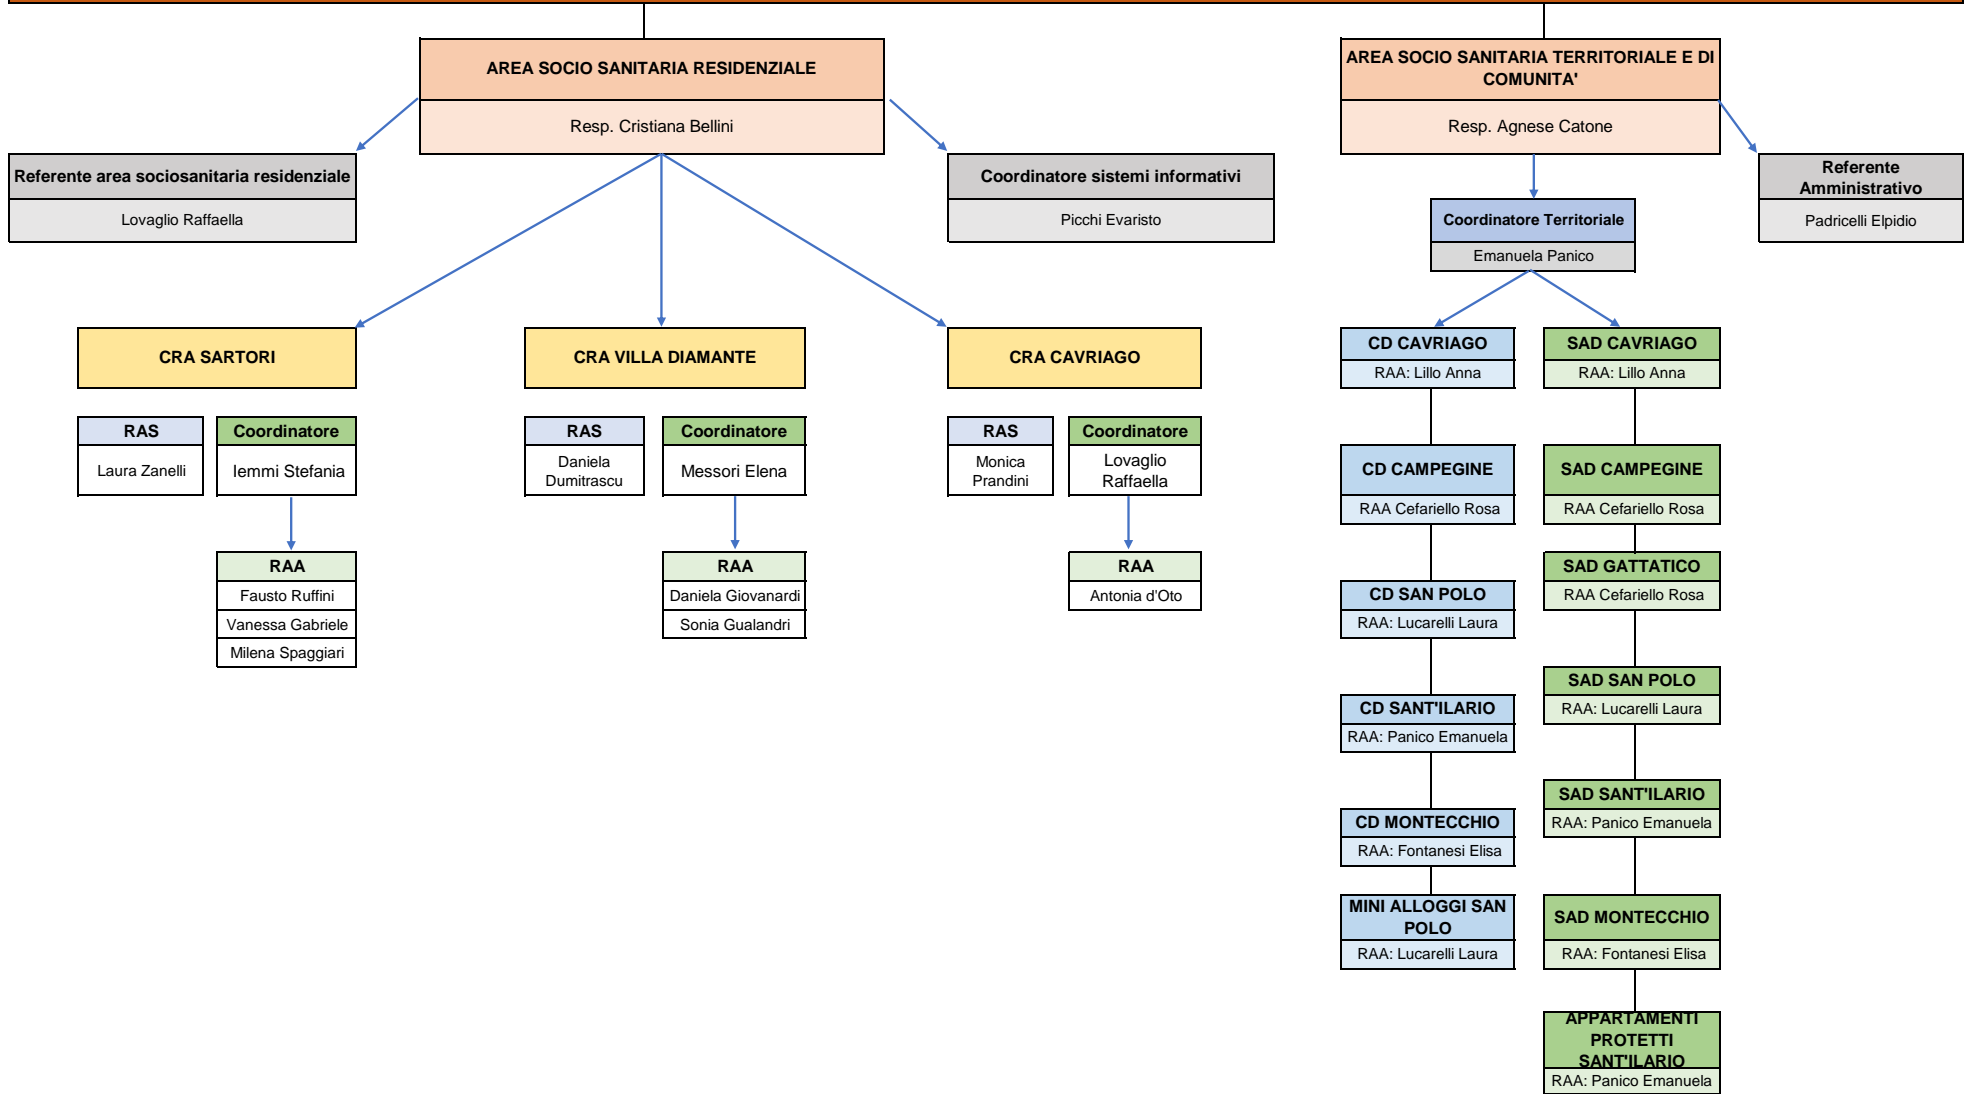 AREA SOCIO SANITARIA RESIDENZIALE
Resp. Cristiana Bellini
AREA SOCIO SANITARIA TERRITORIALE E DI
COMUNITA'
Resp. Agnese Catone
Referente area sociosanitaria residenziale
Lovaglio Raffaella
Coordinatore sistemi informativi
Picchi Evaristo
Coordinatore Territoriale
Emanuela Panico
Referente
Amministrativo
Padricelli Elpidio
CRA SARTORI
RAS
Laura Zanelli
Coordinatore
Iemmi Stefania
RAA
Fausto Ruffini
Vanessa Gabriele
Milena Spaggiari
CRA VILLA DIAMANTE
RAS
Daniela
Dumitrascu
Coordinatore
Messori Elena
RAA
Daniela Giovanardi
Sonia Gualandri
CRA CAVRIAGO
RAS
Monica
Prandini
Coordinatore
Lovaglio
Raffaella
RAA
Antonia d'Oto
CD CAVRIAGO
RAA: Lillo Anna
CD CAMPEGINE
RAA Cefariello Rosa
CD SAN POLO
RAA: Lucarelli Laura
CD SANT'ILARIO
RAA: Panico Emanuela
CD MONTECCHIO
RAA: Fontanesi Elisa
MINI ALLOGGI SAN
POLO
RAA: Lucarelli Laura
SAD CAVRIAGO
RAA: Lillo Anna
SAD CAMPEGINE
RAA Cefariello Rosa
SAD GATTATICO
RAA Cefariello Rosa
SAD SAN POLO
RAA: Lucarelli Laura
SAD SANT'ILARIO
RAA: Panico Emanuela
SAD MONTECCHIO
RAA: Fontanesi Elisa
APPARTAMENTI
PROTETTI
SANT'ILARIO
RAA: Panico Emanuela